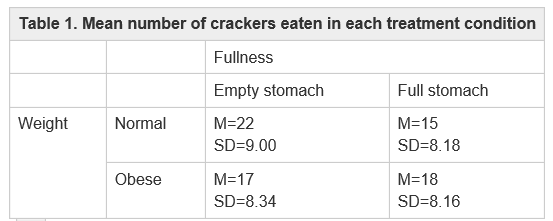 Table 1. Mean number of crackers eaten in each treatment condition
Fullness
Empty stomach Full stomach
Weight Normal M=22 M=15
SD=9.00 SD=8.18
Obese M=17 M=18
SD=8.34 SD=8.16